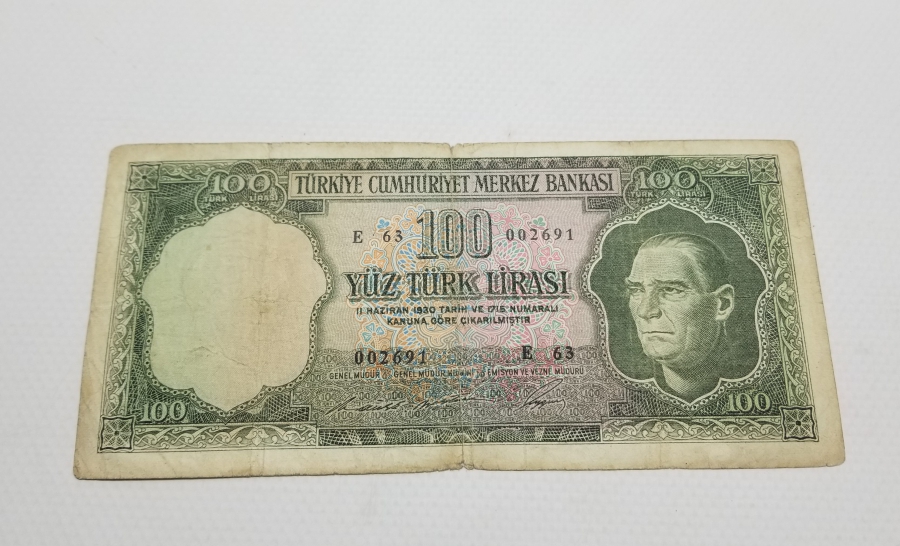 100 TÜRKİYE CUMHURİYET MERKEZ BANKASI 100
TÜRK LİRASI TÜRK LİRASI
E 63 100 002691
YÜZ TÜRK LİRASI
11 HAZİRAN 1930 TARİH VE 1715 NUMARALI
KANUNA GÖRE ÇIKARILMIŞTIR
002691 E 63
GENEL MÜDÜR EMİSYON VE VEZNE MÜDÜRÜ
100 100